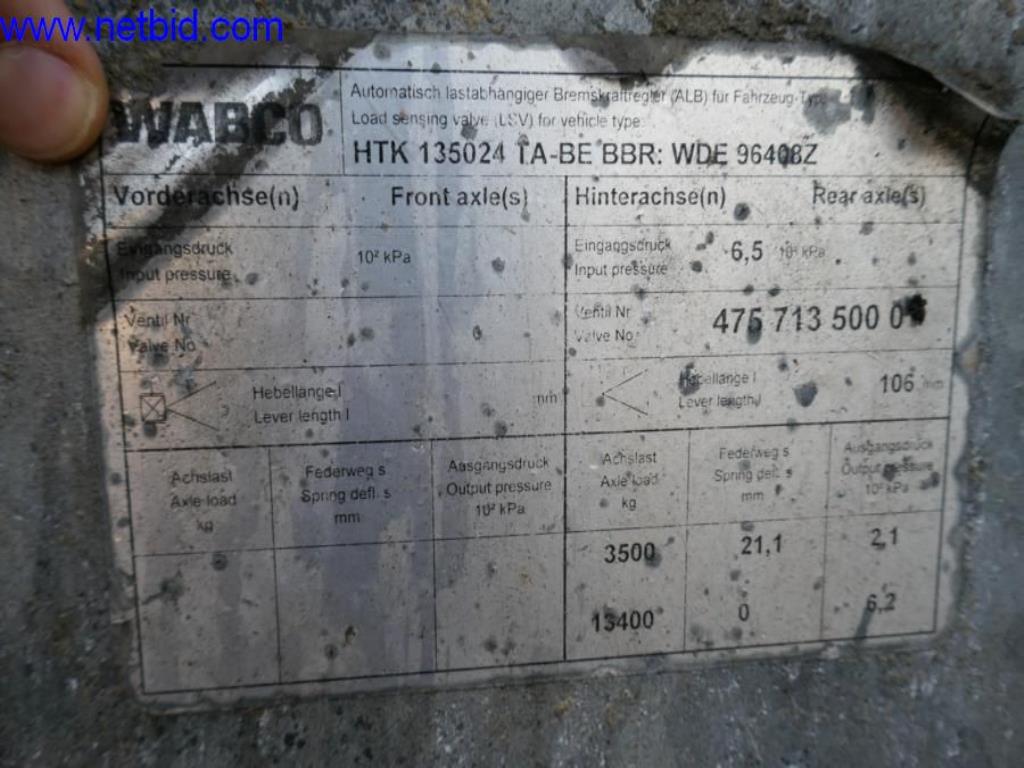 www.netbid.com
WABCO
Automatisch lastabhängiger Bremskraftregler (ALB) für Fahrzeug-Type
Load sensing valve (LSV) for vehicle type:
HTK 135024 TA-BE BBR: WDE 96408Z
Vorderachse(n) Front axle(s) Hinterachse(n) Rear axle(s)
Eingangsdruck 10² kPa Eingangsdruck 6,5 10² kPa
Input pressure Input pressure
Ventil Nr Ventil Nr 475 713 500 0
Valve No Valve No
Hebellänge l mm Hebellänge l 106 mm
Lever length l Lever length l
Achslast Federweg s Ausgangsdruck Achslast Federweg s Ausgangsdruck
Axle load Spring defl. s Output pressure Axle load Spring defl. s Output pressure
kg mm 10² kPa kg mm 10² kPa
3500 21,1 2,1
13400 0 6,2